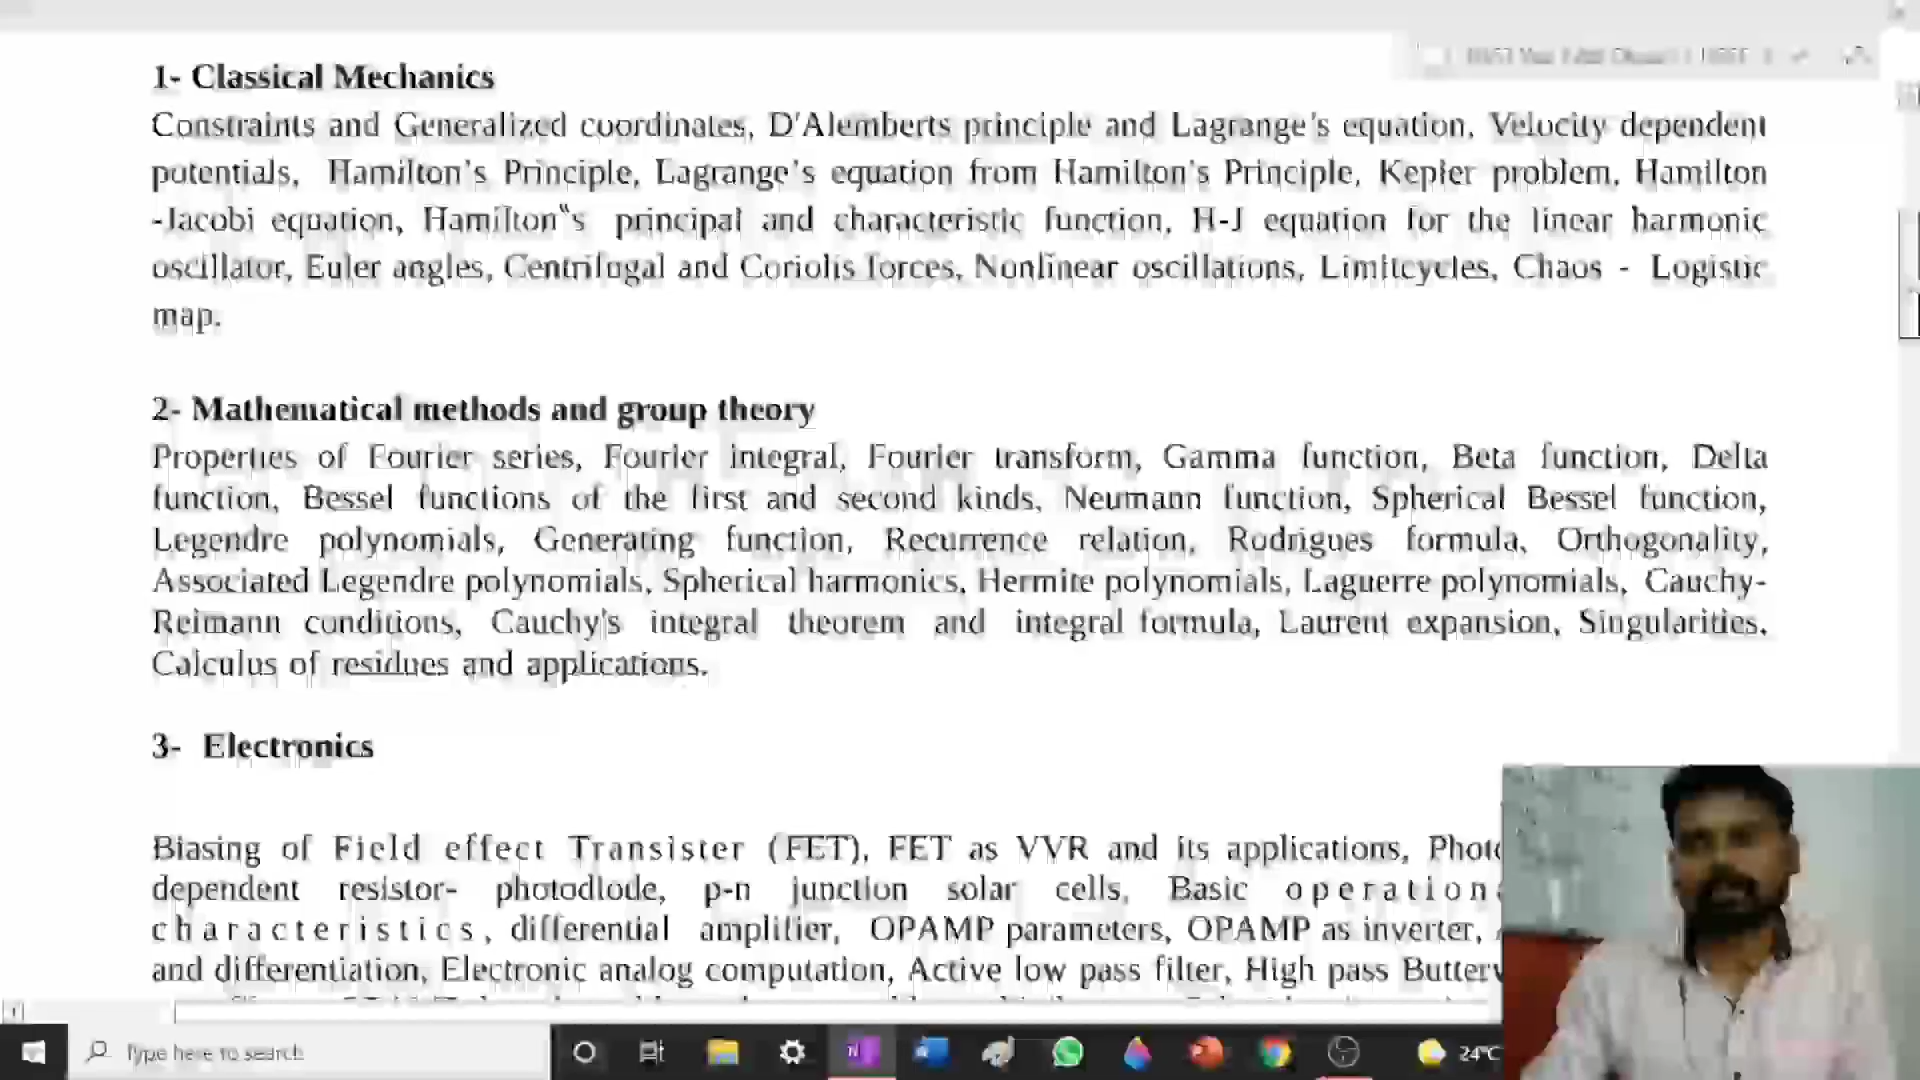 1- Classical Mechanics
Constraints and Generalized coordinates, D'Alemberts principle and Lagrange's equation, Velocity dependent
potentials, Hamilton's Principle, Lagrange's equation from Hamilton's Principle, Kepler problem, Hamilton
-Jacobi equation, Hamilton‟s principal and characteristic function, H-J equation for the linear harmonic
oscillator, Euler angles, Centrifugal and Coriolis forces, Nonlinear oscillations, Limitcycles, Chaos - Logistic
map.
2- Mathematical methods and group theory
Properties of Fourier series, Fourier integral, Fourier transform, Gamma function, Beta function, Delta
function, Bessel functions of the first and second kinds, Neumann function, Spherical Bessel function,
Legendre polynomials, Generating function, Recurrence relation, Rodrigues formula, Orthogonality,
Associated Legendre polynomials, Spherical harmonics, Hermite polynomials, Laguerre polynomials, Cauchy-
Reimann conditions, Cauchy's integral theorem and integral formula, Laurent expansion, Singularities,
Calculus of residues and applications.
3- Electronics
Biasing of Field effect Transister (FET), FET as VVR and its applications,
dependent resistor- photodiode, p-n junction solar cells, Basic
characteristics, differential amplifier, OPAMP parameters, OPAMP as inverter,
and differentiation, Electronic analog computation, Active low pass filter, High pass
Type here to search
24°C